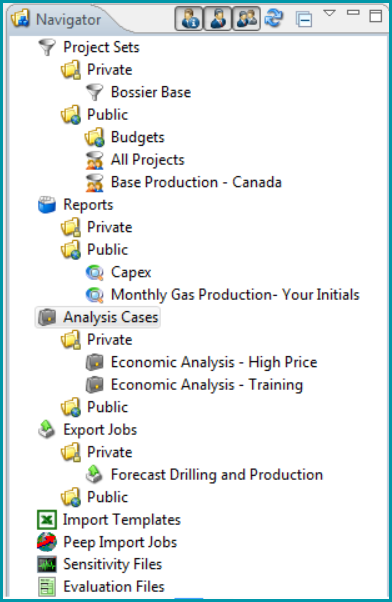 Navigator
Project Sets
Private
Bossier Base
Public
Budgets
All Projects
Base Production - Canada
Reports
Private
Public
Capex
Monthly Gas Production- Your Initials
Analysis Cases
Private
Economic Analysis - High Price
Economic Analysis - Training
Public
Export Jobs
Private
Forecast Drilling and Production
Public
Import Templates
Peep Import Jobs
Sensitivity Files
Evaluation Files